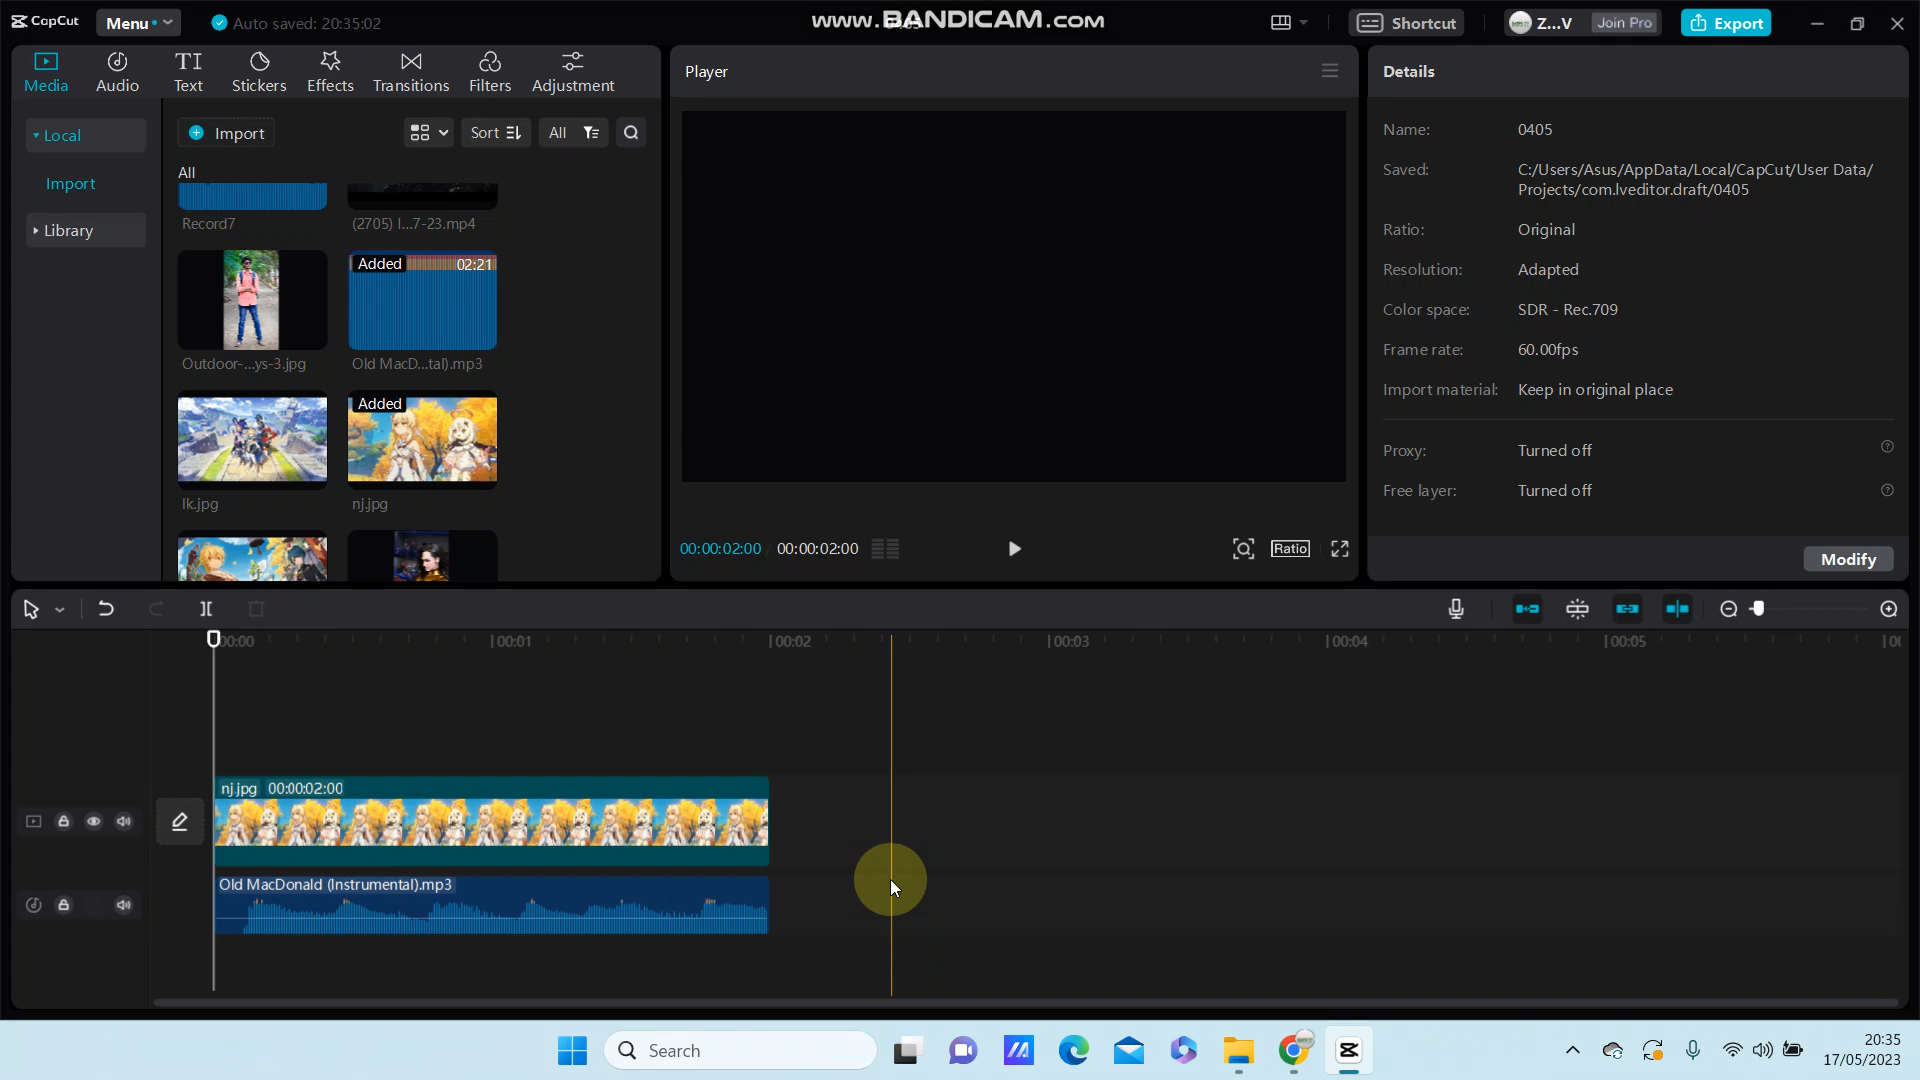 CapCut
Menu
Auto saved: 20:35:02
www.BANDICAM.com
Shortcut
Z...V
Join Pro
Export
Media
Audio
Text
Stickers
Effects
Transitions
Filters
Adjustment
Local
Import
Library
Import
Sort
All
All
Record7
(2705) I...7-23.mp4
Added
02:21
Outdoor-...ys-3.jpg
Old MacD...tal).mp3
Added
lk.jpg
nj.jpg
Player
00:00:02:00
00:00:02:00
Ratio
Details
Name: 0405
Saved: C:/Users/Asus/AppData/Local/CapCut/User Data/
Projects/com.lveditor.draft/0405
Ratio: Original
Resolution: Adapted
Color space: SDR - Rec.709
Frame rate: 60.00fps
Import material: Keep in original place
Proxy: Turned off
Free layer: Turned off
Modify
00:00
00:01
00:02
00:03
00:04
00:05
nj.jpg 00:00:02:00
Old MacDonald (Instrumental).mp3
Search
20:35
17/05/2023